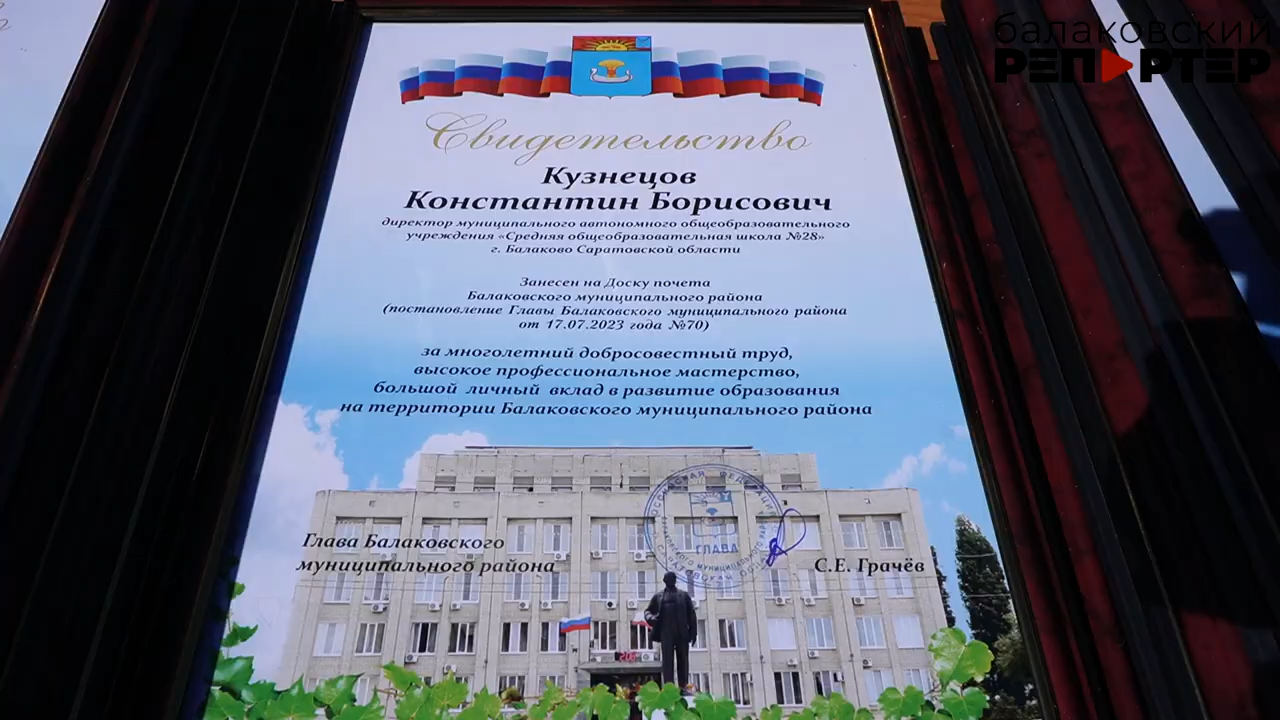 балаковский
РЕПОРТЕР
Свидетельство
Кузнецов
Константин Борисович
директор муниципального автономного общеобразовательного
учреждения «Средняя общеобразовательная школа №28»
г. Балаково Саратовской области
Занесен на Доску почета
Балаковского муниципального района
(постановление Главы Балаковского муниципального района
от 17.07.2023 года №70)
за многолетний добросовестный труд,
высокое профессиональное мастерство,
большой личный вклад в развитие образования
на территории Балаковского муниципального района
Глава Балаковского
муниципального района
ГЛАВА
С.Е. Грачёв